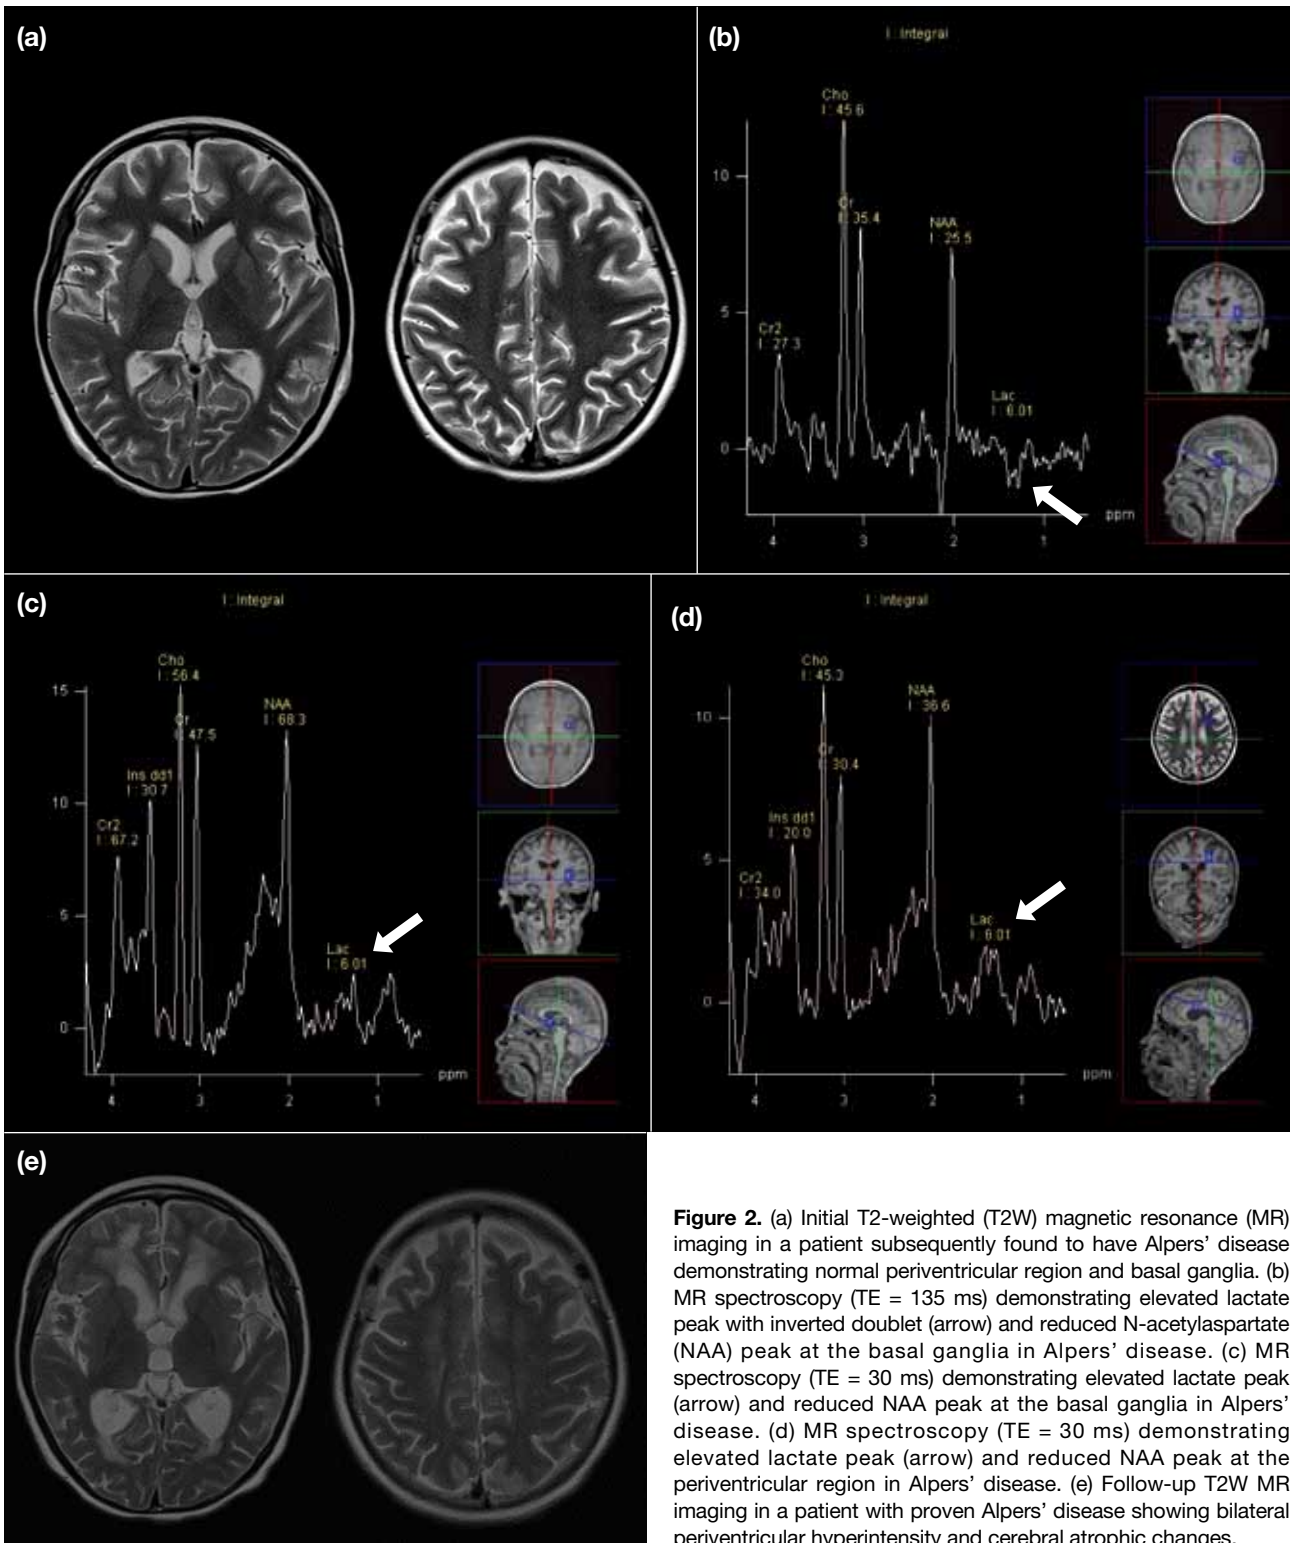 (a)
(b)
I : Integral
Cho
I : 45.6
Cr
I : 35.4
NAA
I : 25.5
Cr2
I : 27.3
Lac
I : 6.01
10
5
0
4
3
2
1
ppm
(c)
I : Integral
Cho
I : 56.4
Cr
I : 47.5
NAA
I : 68.3
Ins dd1
I : 30.7
Cr2
I : 67.2
Lac
I : 6.01
15
10
5
0
4
3
2
1
ppm
(d)
I : Integral
Cho
I : 45.3
Cr
I : 30.4
NAA
I : 36.6
Ins dd1
I : 20.0
Cr2
I : 34.0
Lac
I : 6.01
10
5
0
4
3
2
1
ppm
(e)
Figure 2. (a) Initial T2-weighted (T2W) magnetic resonance (MR)
imaging in a patient subsequently found to have Alpers’ disease
demonstrating normal periventricular region and basal ganglia. (b)
MR spectroscopy (TE = 135 ms) demonstrating elevated lactate
peak with inverted doublet (arrow) and reduced N-acetylaspartate
(NAA) peak at the basal ganglia in Alpers’ disease. (c) MR
spectroscopy (TE = 30 ms) demonstrating elevated lactate peak
(arrow) and reduced NAA peak at the basal ganglia in Alpers’
disease. (d) MR spectroscopy (TE = 30 ms) demonstrating
elevated lactate peak (arrow) and reduced NAA peak at the
periventricular region in Alpers’ disease. (e) Follow-up T2W MR
imaging in a patient with proven Alpers’ disease showing bilateral
periventricular hyperintensity and cerebral atrophic changes.